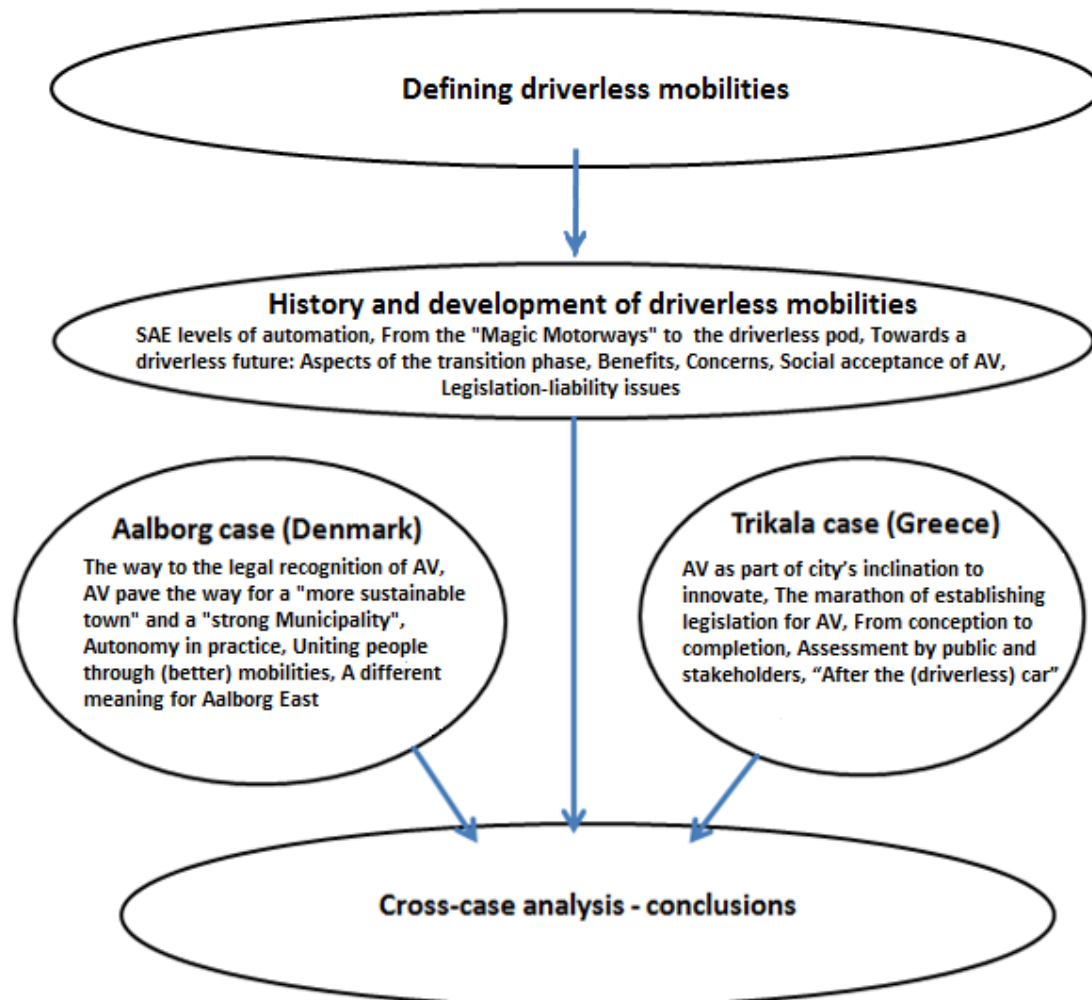 Defining driverless mobilities
History and development of driverless mobilities
SAE levels of automation, From the "Magic Motorways" to the driverless pod, Towards a
driverless future: Aspects of the transition phase, Benefits, Concerns, Social acceptance of AV,
Legislation-liability issues
Aalborg case (Denmark)
The way to the legal recognition of AV,
AV pave the way for a "more sustainable
town" and a "strong Municipality",
Autonomy in practice, Uniting people
through (better) mobilities, A different
meaning for Aalborg East
Trikala case (Greece)
AV as part of city’s inclination to
innovate, The marathon of establishing
legislation for AV, From conception to
completion, Assessment by public and
stakeholders, “After the (driverless) car”
Cross-case analysis - conclusions